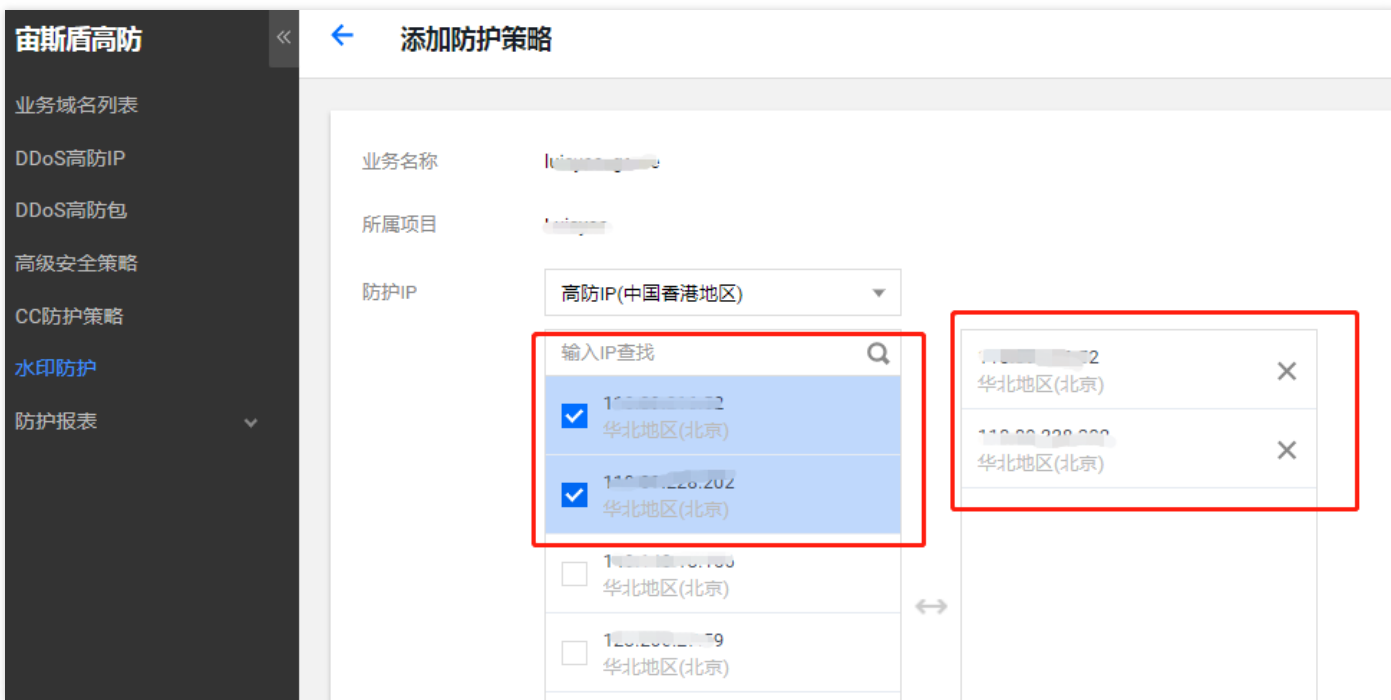 宙斯盾高防
添加防护策略
业务域名列表
DDoS高防IP
DDoS高防包
高级安全策略
CC防护策略
水印防护
防护报表
业务名称
所属项目
防护IP
高防IP(中国香港地区)
输入IP查找
华北地区(北京)
华北地区(北京)
华北地区(北京)
华北地区(北京)
华北地区(北京)
华北地区(北京)